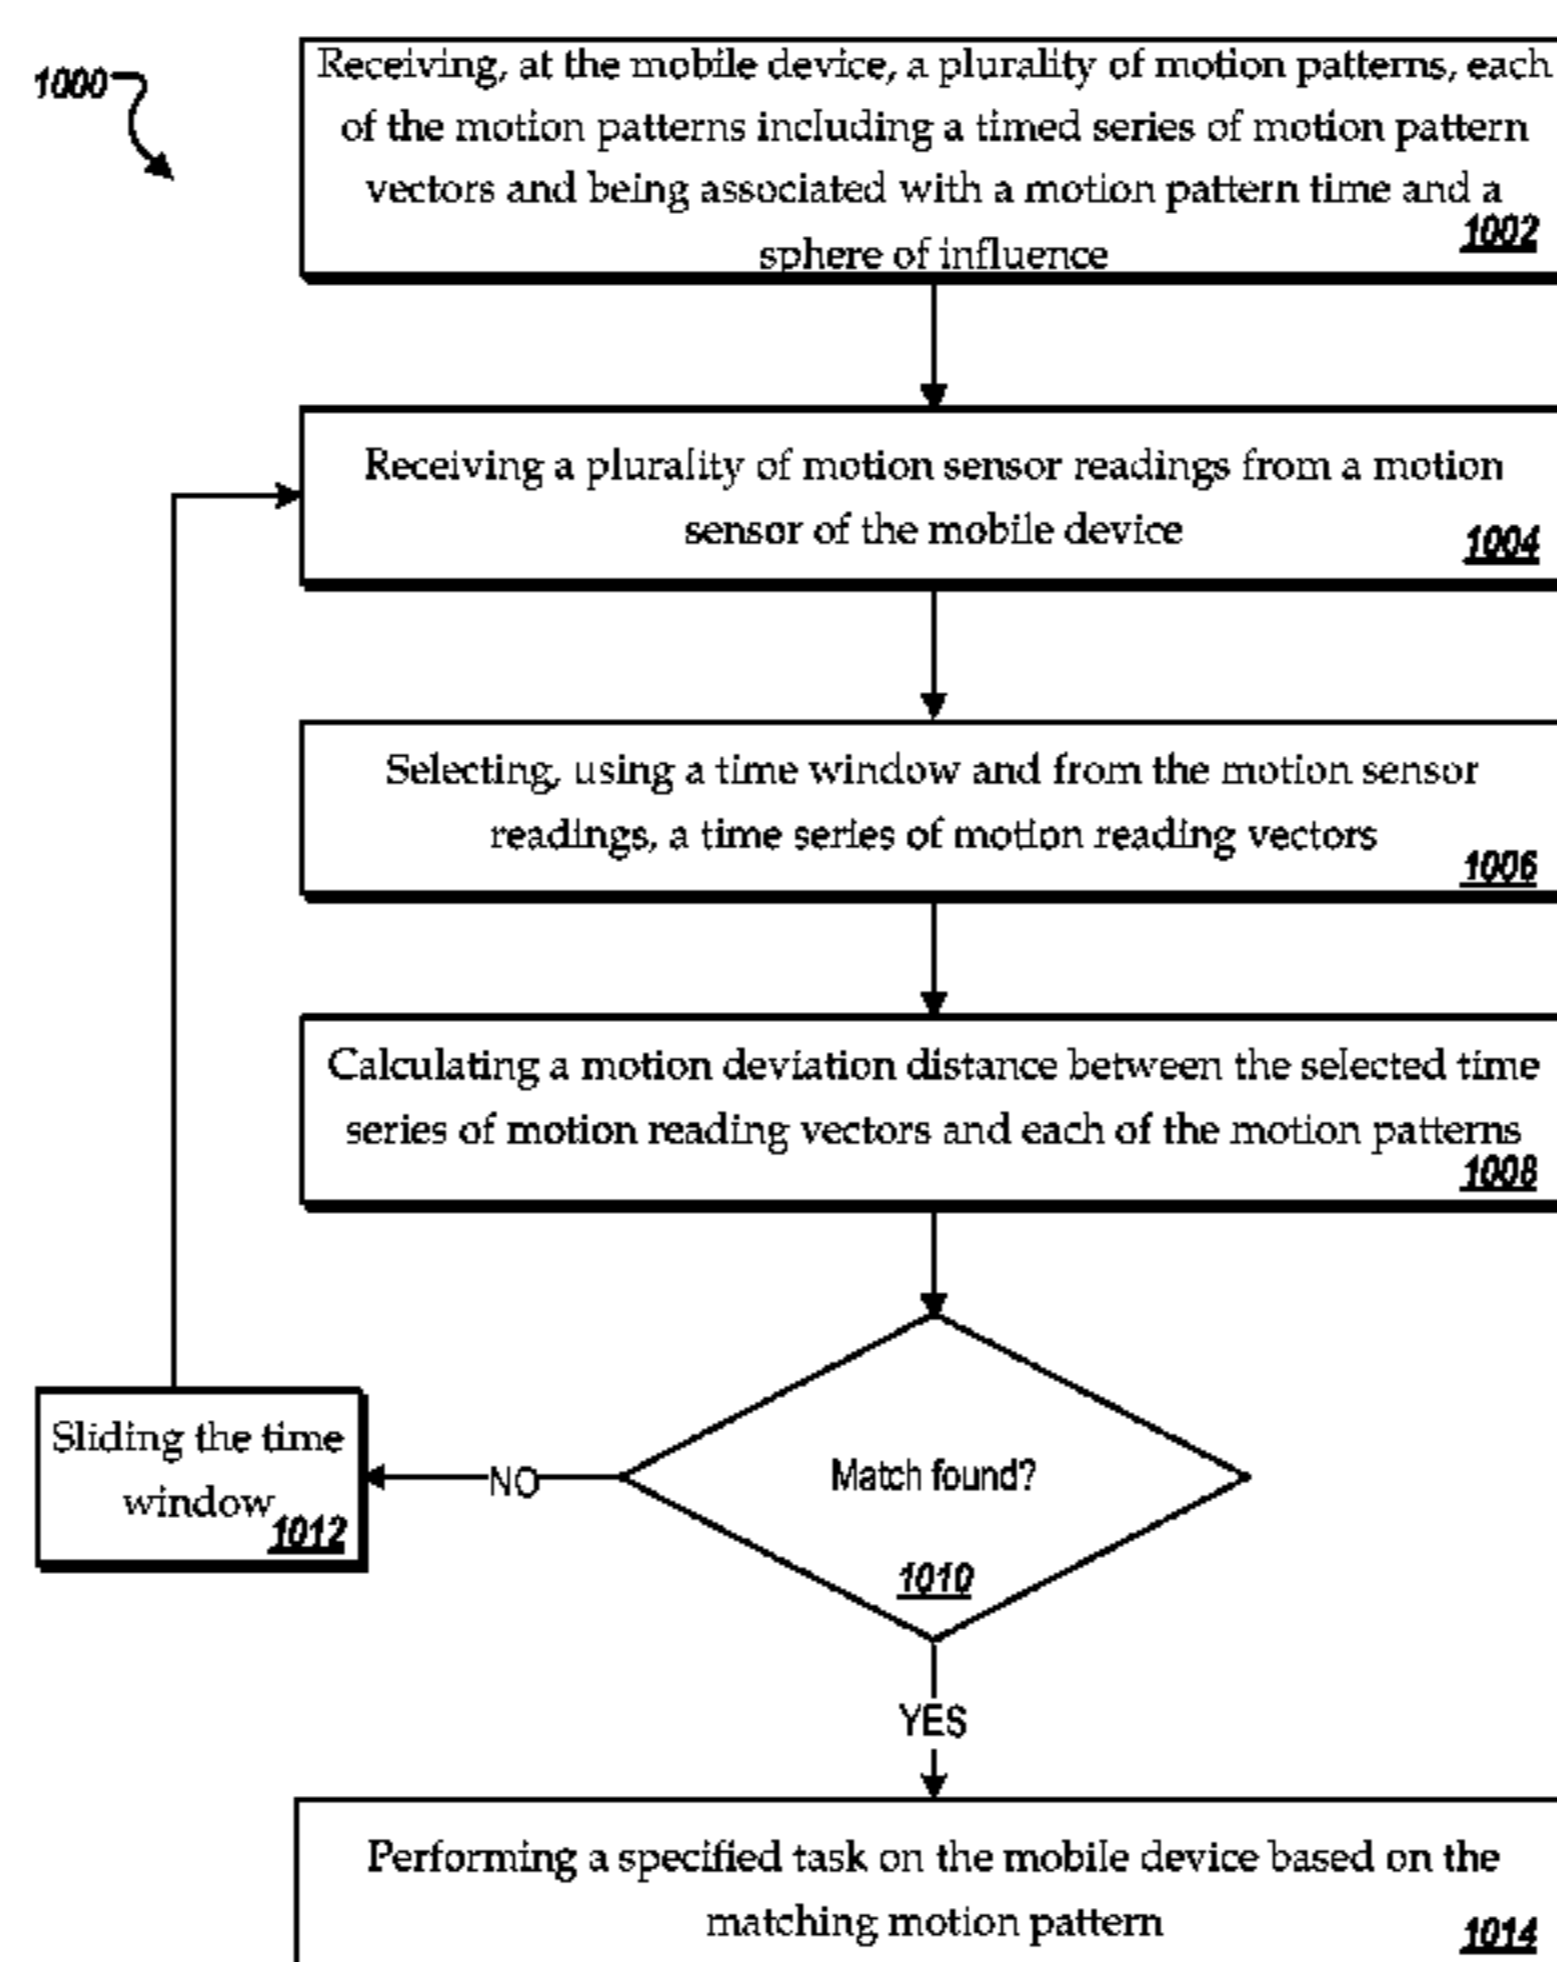 1000
Receiving, at the mobile device, a plurality of motion patterns, each
of the motion patterns including a timed series of motion pattern
vectors and being associated with a motion pattern time and a
sphere of influence
1002
Receiving a plurality of motion sensor readings from a motion
sensor of the mobile device
1004
Selecting, using a time window and from the motion sensor
readings, a time series of motion reading vectors
1006
Calculating a motion deviation distance between the selected time
series of motion reading vectors and each of the motion patterns
1008
Match found?
1010
NO
Sliding the time
window
1012
YES
Performing a specified task on the mobile device based on the
matching motion pattern
1014